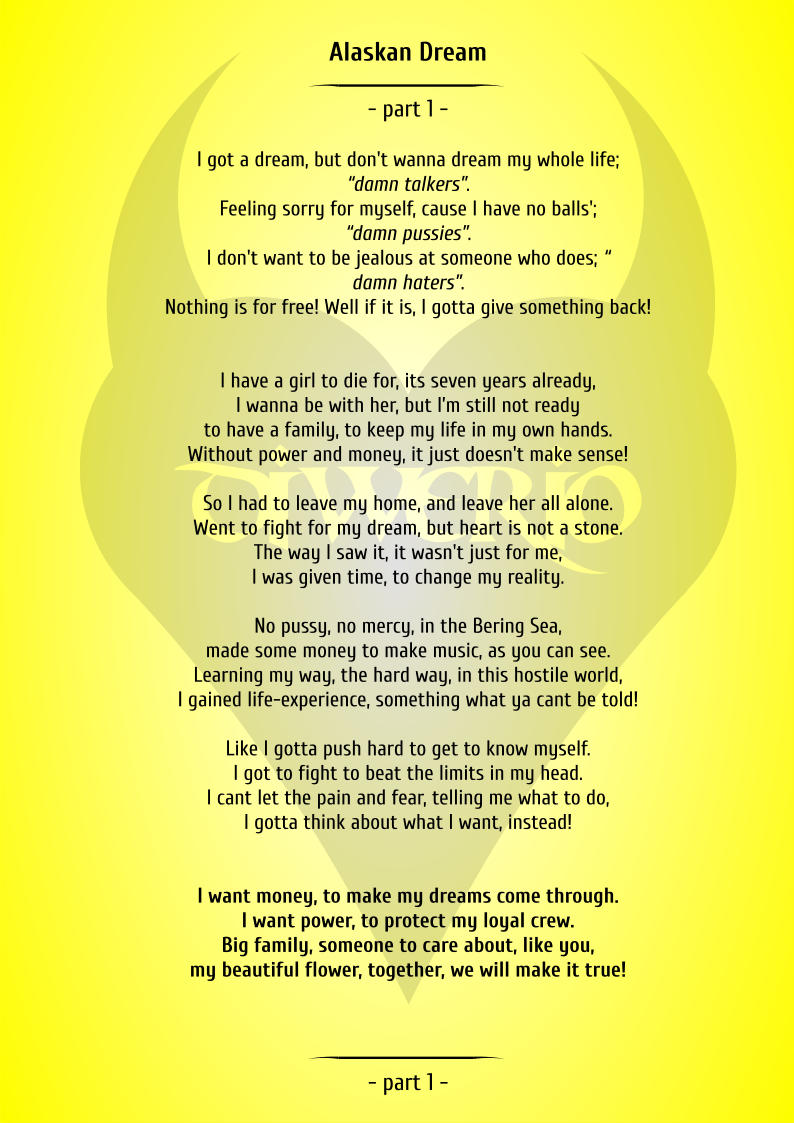 Alaskan Dream
- part 1 -
I got a dream, but don't wanna dream my whole life;
“damn talkers”.
Feeling sorry for myself, cause I have no balls';
“damn pussies”.
I don't want to be jealous at someone who does; “
damn haters”.
Nothing is for free! Well if it is, I gotta give something back!
I have a girl to die for, its seven years already,
I wanna be with her, but I'm still not ready
to have a family, to keep my life in my own hands.
Without power and money, it just doesn't make sense!
So I had to leave my home, and leave her all alone.
Went to fight for my dream, but heart is not a stone.
The way I saw it, it wasn't just for me,
I was given time, to change my reality.
No pussy, no mercy, in the Bering Sea,
made some money to make music, as you can see.
Learning my way, the hard way, in this hostile world,
I gained life-experience, something what ya cant be told!
Like I gotta push hard to get to know myself.
I got to fight to beat the limits in my head.
I cant let the pain and fear, telling me what to do,
I gotta think about what I want, instead!
I want money, to make my dreams come through.
I want power, to protect my loyal crew.
Big family, someone to care about, like you,
my beautiful flower, together, we will make it true!
- part 1 -